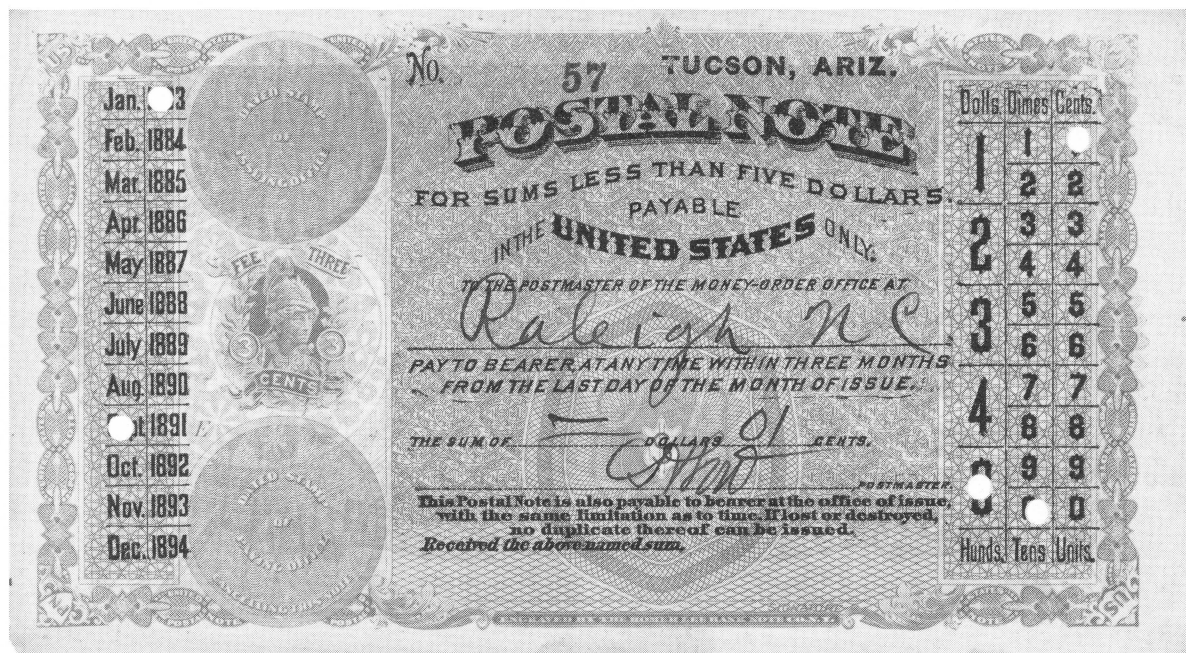 No. 57 TUCSON, ARIZ.
POSTAL NOTE
FOR SUMS LESS THAN FIVE DOLLARS.
PAYABLE
IN THE UNITED STATES ONLY.
TO THE POSTMASTER OF THE MONEY-ORDER OFFICE AT
Raleigh N C
PAY TO BEARER AT ANY TIME WITHIN THREE MONTHS
FROM THE LAST DAY OF THE MONTH OF ISSUE.
THE SUM OF — DOLLARS 01 CENTS.
POSTMASTER.
This Postal Note is also payable to bearer at the office of issue,
with the same limitation as to time. If lost or destroyed,
no duplicate thereof can be issued.
Received the above-named sum.
Jan. 3
Feb. 1884
Mar. 1885
Apr. 1886
May 1887
June 1888
July 1889
Aug. 1890
pt 1891
Oct. 1892
Nov. 1893
Dec. 1894
FEE THREE
3 3
CENTS
Dolls. Dimes Cents.
1 1
2 2
2 3 3
4 4
3 5 5
6 6
4 7 7
8 8
9 9
0
Hunds. Tens Units.